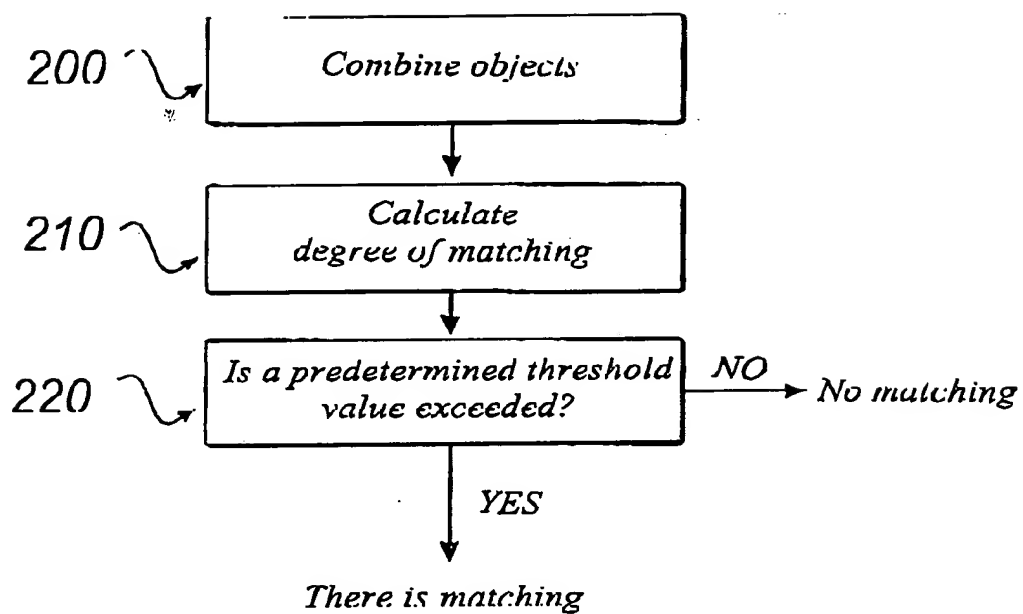 200
Combine objects
210
Calculate
degree of matching
220
Is a predetermined threshold
value exceeded?
NO
No matching
YES
There is matching